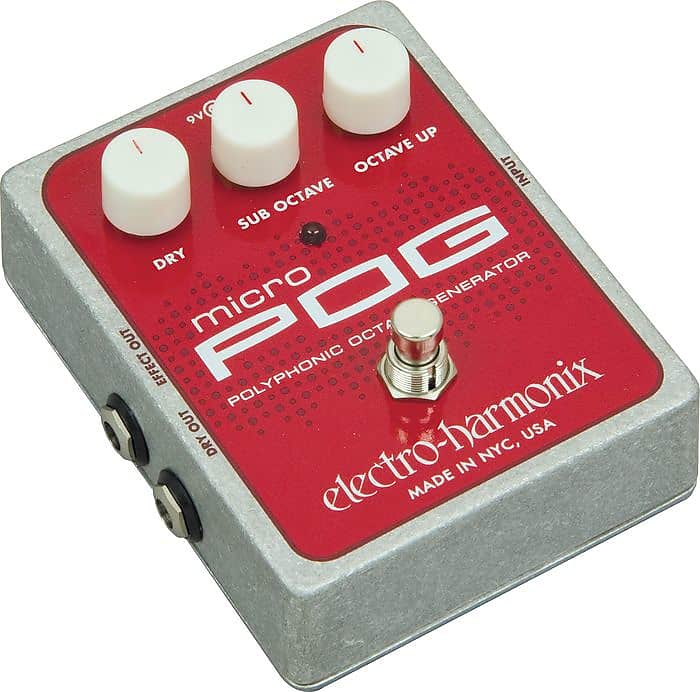 9V
DRY
SUB OCTAVE
OCTAVE UP
INPUT
micro
POG
POLYPHONIC OCTAVE GENERATOR
EFFECT OUT
DRY OUT
electro-harmonix
MADE IN NYC, USA